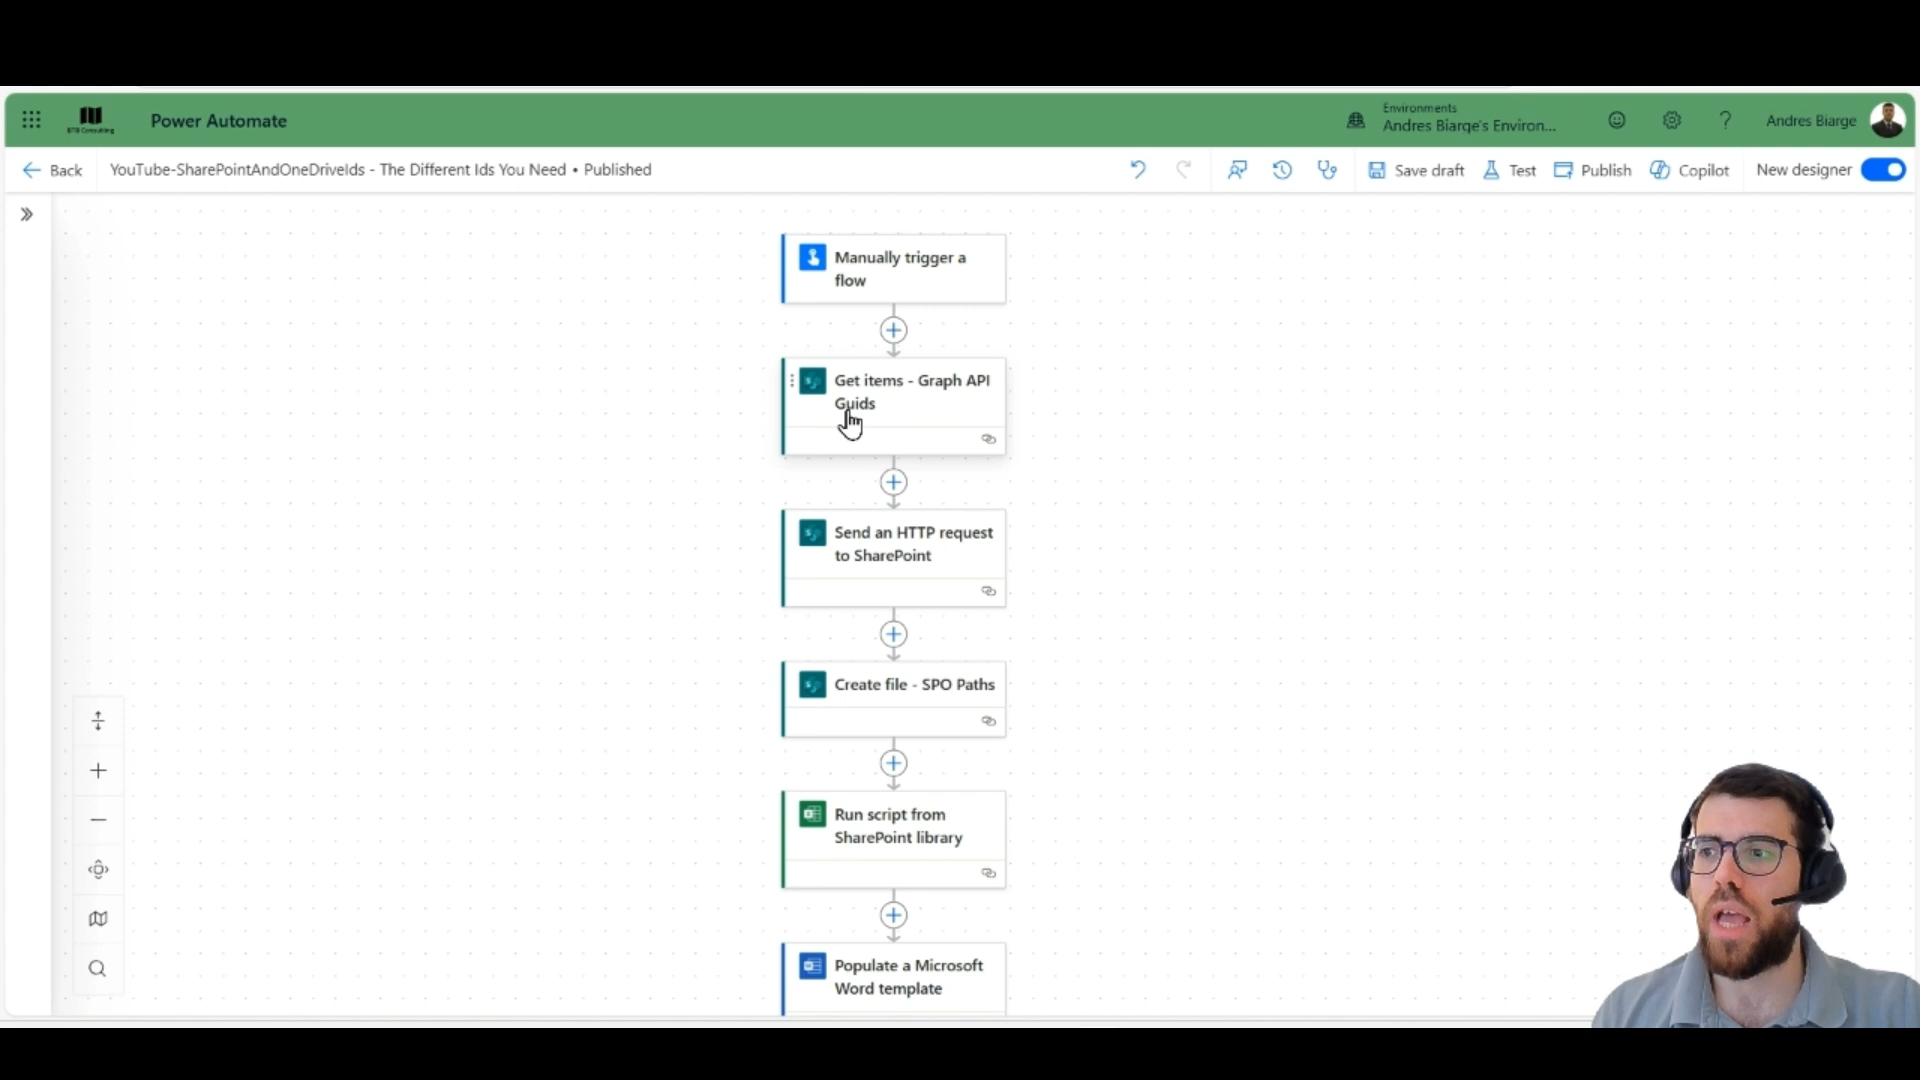 BTB Consulting
Power Automate
Environments
Andres Biarge's Environ...
?
Andres Biarge
Back
YouTube-SharePointAndOneDriveIds - The Different Ids You Need • Published
Save draft
Test
Publish
Copilot
New designer
Manually trigger a
flow
Get items - Graph API
Guids
Send an HTTP request
to SharePoint
Create file - SPO Paths
Run script from
SharePoint library
Populate a Microsoft
Word template